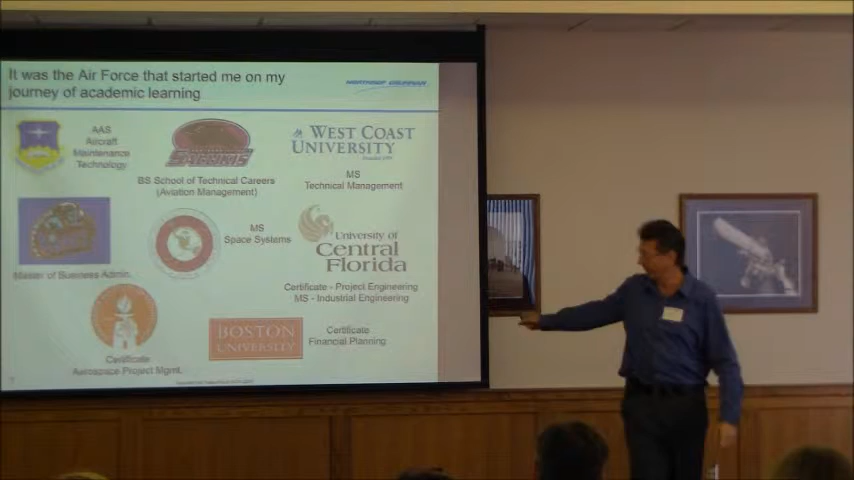 It was the Air Force that started me on my
journey of academic learning
NORTHROP GRUMMAN
AAS
Aircraft
Maintenance
Technology
SALUKIS
BS School of Technical Careers
(Aviation Management)
WEST COAST
UNIVERSITY
MS
Technical Management
Master of Business Admin.
MS
Space Systems
University of
Central
Florida
Certificate - Project Engineering
MS - Industrial Engineering
Certificate
Aerospace Project Mgmt.
BOSTON
UNIVERSITY
Certificate
Financial Planning